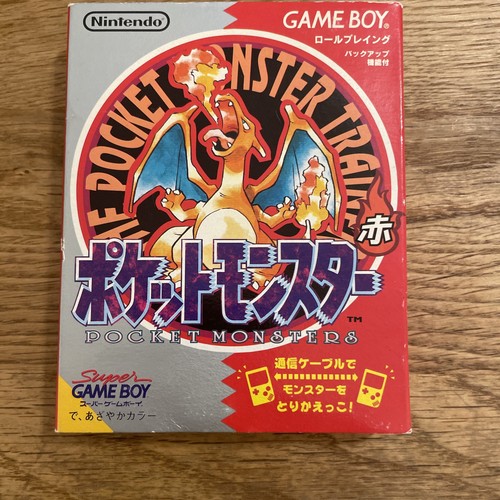 Nintendo®
GAME BOY®
ロールプレイング
バックアップ
機能付
THE POCKET MONSTER TRAINER
赤
ポケットモンスター
TM
POCKET MONSTERS
通信ケーブルで
モンスターを
とりかえっこ!
Super
GAME BOY
スーパーゲームボーイ
で、あざやかカラー